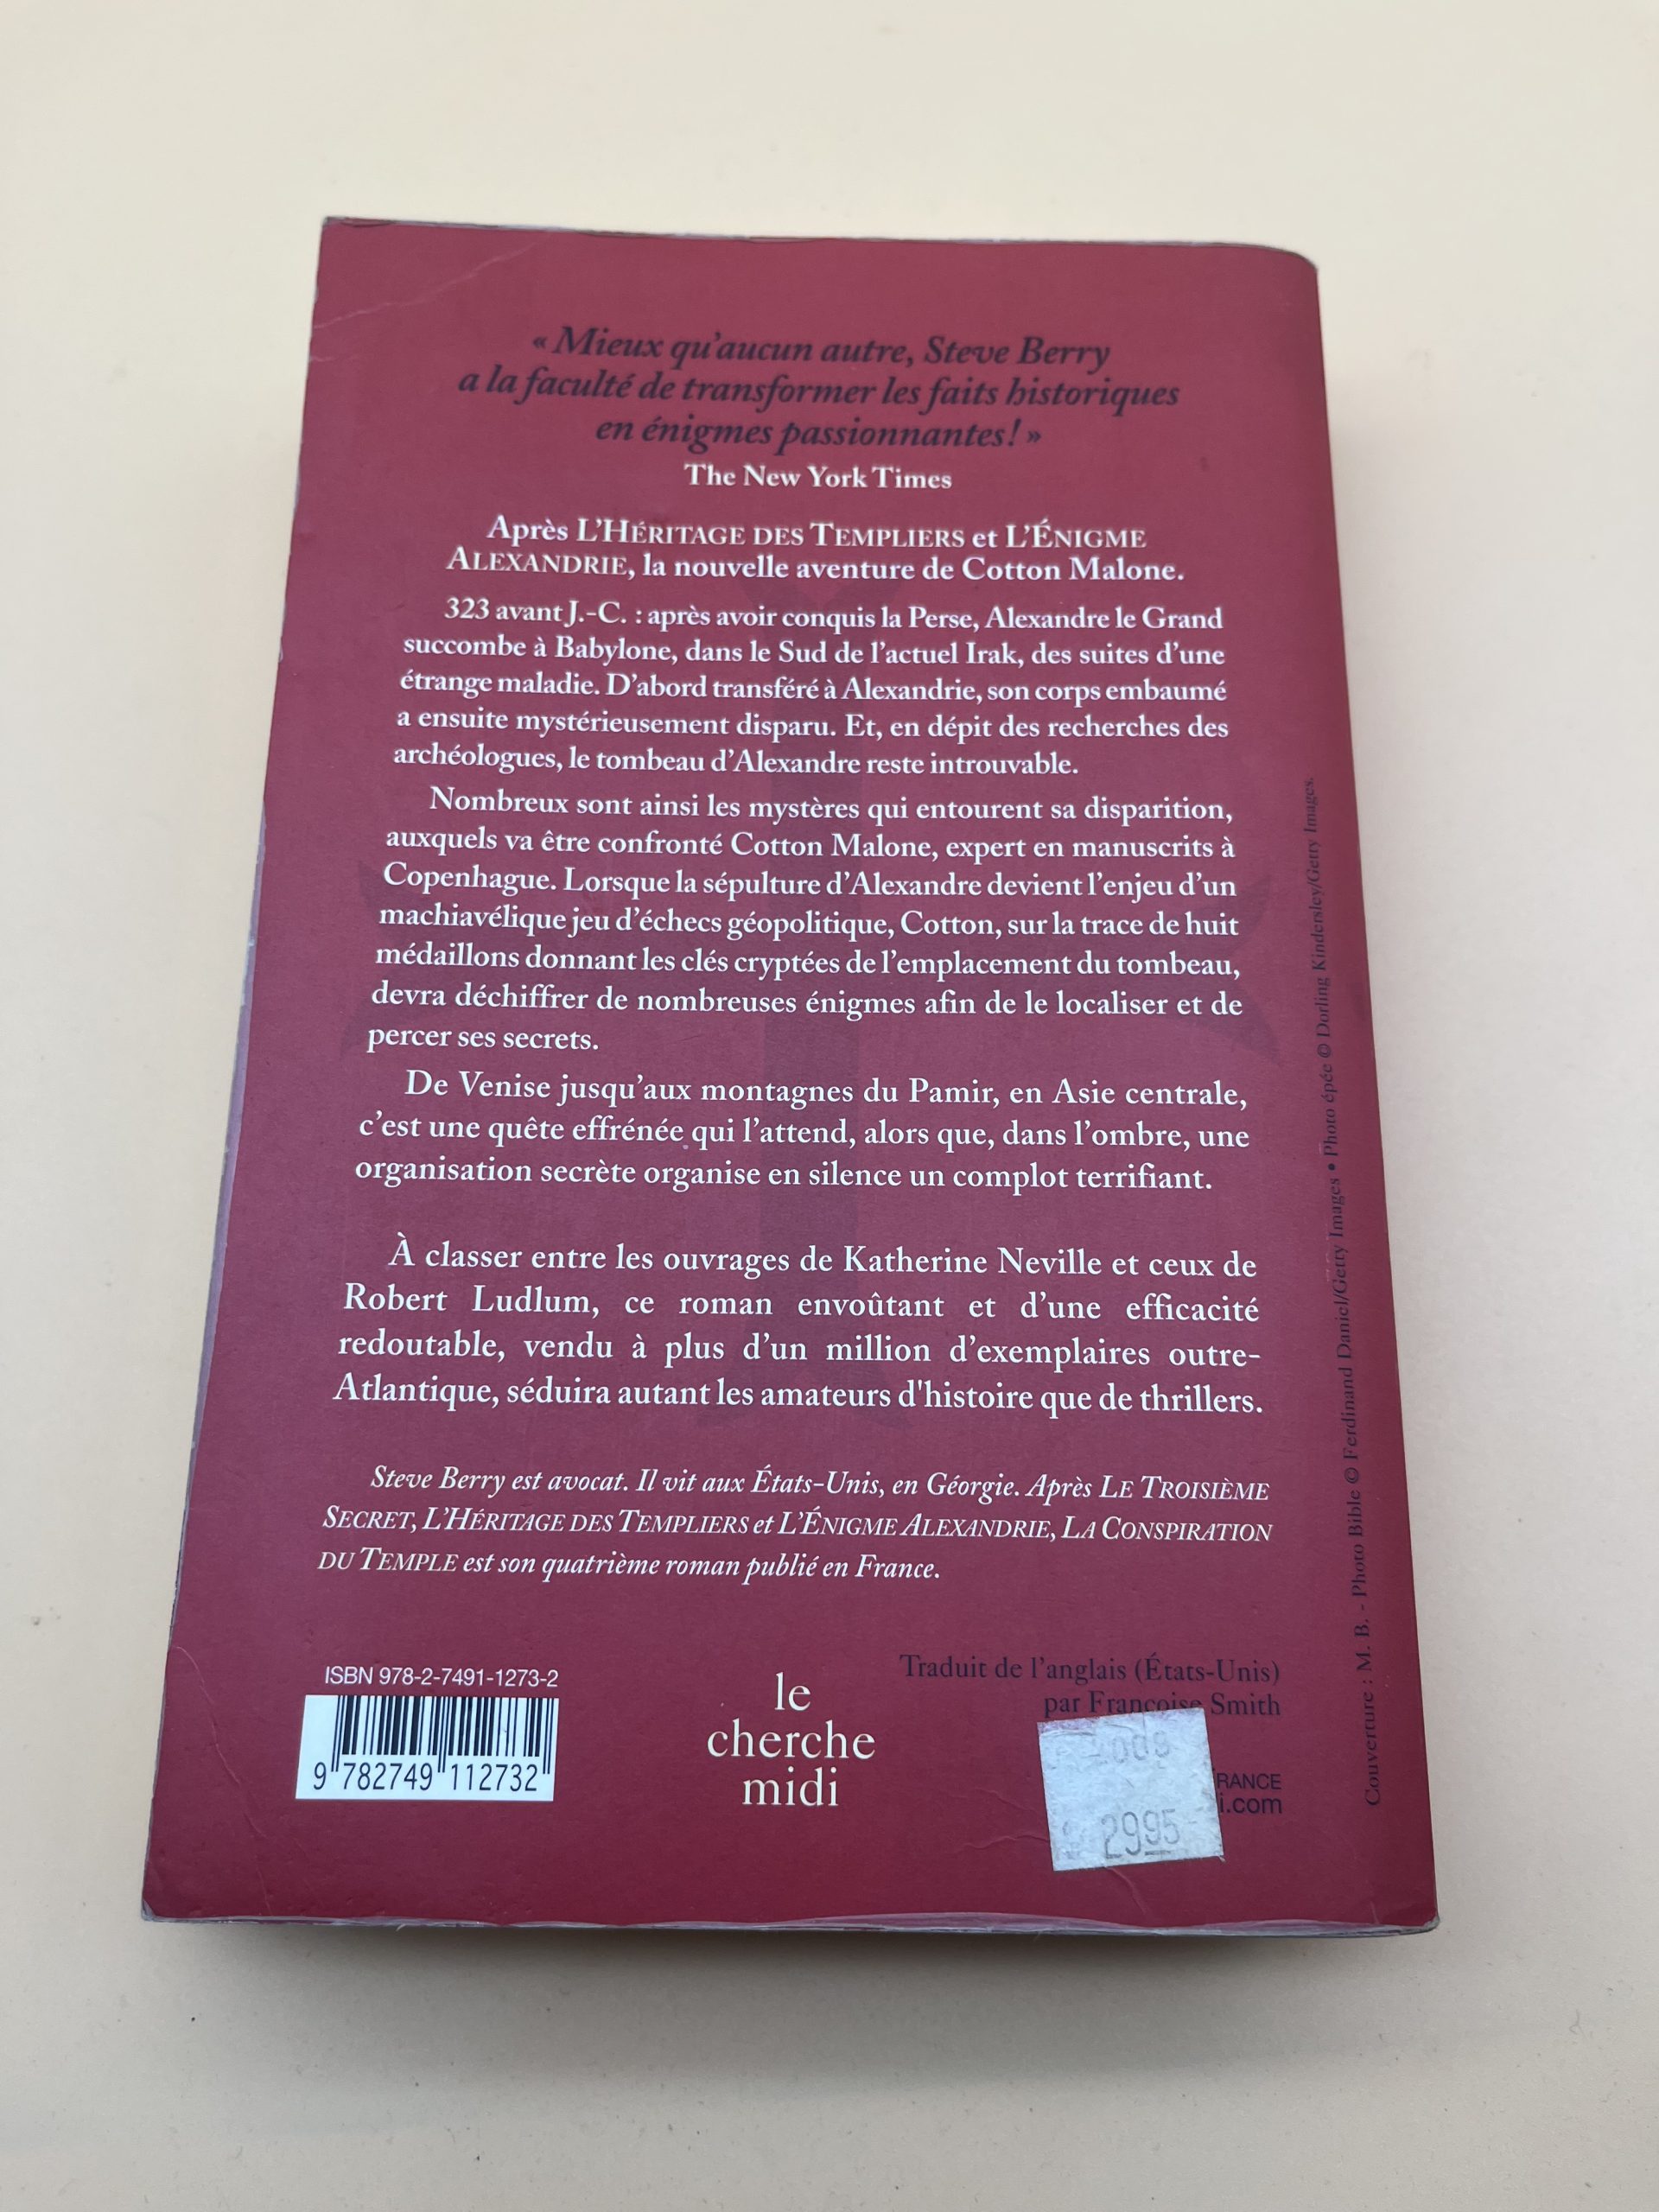 « Mieux qu'aucun autre, Steve Berry
a la faculté de transformer les faits historiques
en énigmes passionnantes! »
The New York Times
Après L'HÉRITAGE DES TEMPLIERS et L'ÉNIGME
ALEXANDRIE, la nouvelle aventure de Cotton Malone.
323 avant J.-C. : après avoir conquis la Perse, Alexandre le Grand
succombe à Babylone, dans le Sud de l'actuel Irak, des suites d'une
étrange maladie. D'abord transféré à Alexandrie, son corps embaumé
a ensuite mystérieusement disparu. Et, en dépit des recherches des
archéologues, le tombeau d'Alexandre reste introuvable.
Nombreux sont ainsi les mystères qui entourent sa disparition,
auxquels va être confronté Cotton Malone, expert en manuscrits à
Copenhague. Lorsque la sépulture d'Alexandre devient l'enjeu d'un
machiavélique jeu d'échecs géopolitique, Cotton, sur la trace de huit
médaillons donnant les clés cryptées de l'emplacement du tombeau,
devra déchiffrer de nombreuses énigmes afin de le localiser et de
percer ses secrets.
De Venise jusqu'aux montagnes du Pamir, en Asie centrale,
c'est une quête effrénée qui l'attend, alors que, dans l'ombre, une
organisation secrète organise en silence un complot terrifiant.
À classer entre les ouvrages de Katherine Neville et ceux de
Robert Ludlum, ce roman envoûtant et d'une efficacité
redoutable, vendu à plus d'un million d'exemplaires outre-
Atlantique, séduira autant les amateurs d'histoire que de thrillers.
Steve Berry est avocat. Il vit aux États-Unis, en Géorgie. Après LE TROISIÈME
SECRET, L'HÉRITAGE DES TEMPLIERS et L'ÉNIGME ALEXANDRIE, LA CONSPIRATION
DU TEMPLE est son quatrième roman publié en France.
Traduit de l'anglais (États-Unis)
par Françoise Smith
ISBN 978-2-7491-1273-2
9 782749 112732
le
cherche
midi
RANCE
i.com
2995
Couverture : M. B. - Photo Bible © Ferdinand Daniel/Getty Images • Photo épée © Dorling Kindersley/Getty Images.